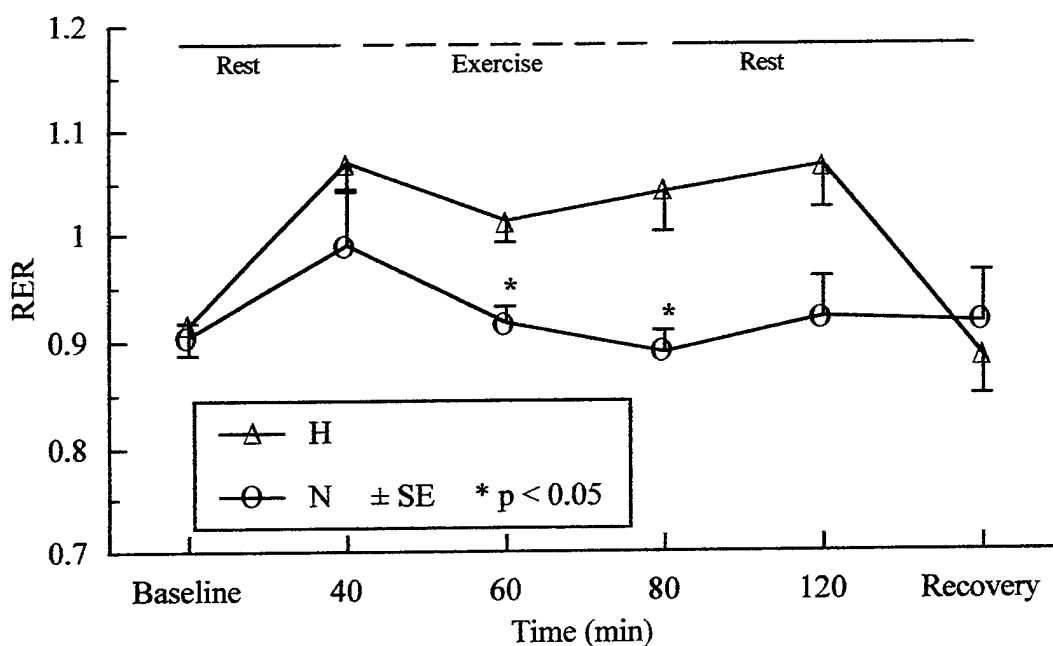 1.2
Rest Exercise Rest
1.1
1
RER
0.9
0.8
H
N ± SE * p < 0.05
0.7
* *
Baseline 40 60 80 120 Recovery
Time (min)